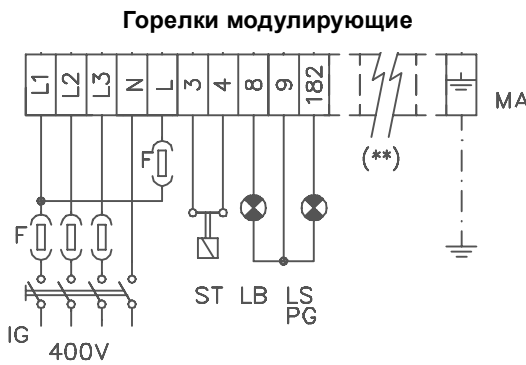 Горелки модулирующие
L1 L2 L3 N L 3 4 8 9 182
MA
(**)
F
F
ST LB LS
PG
IG
400V